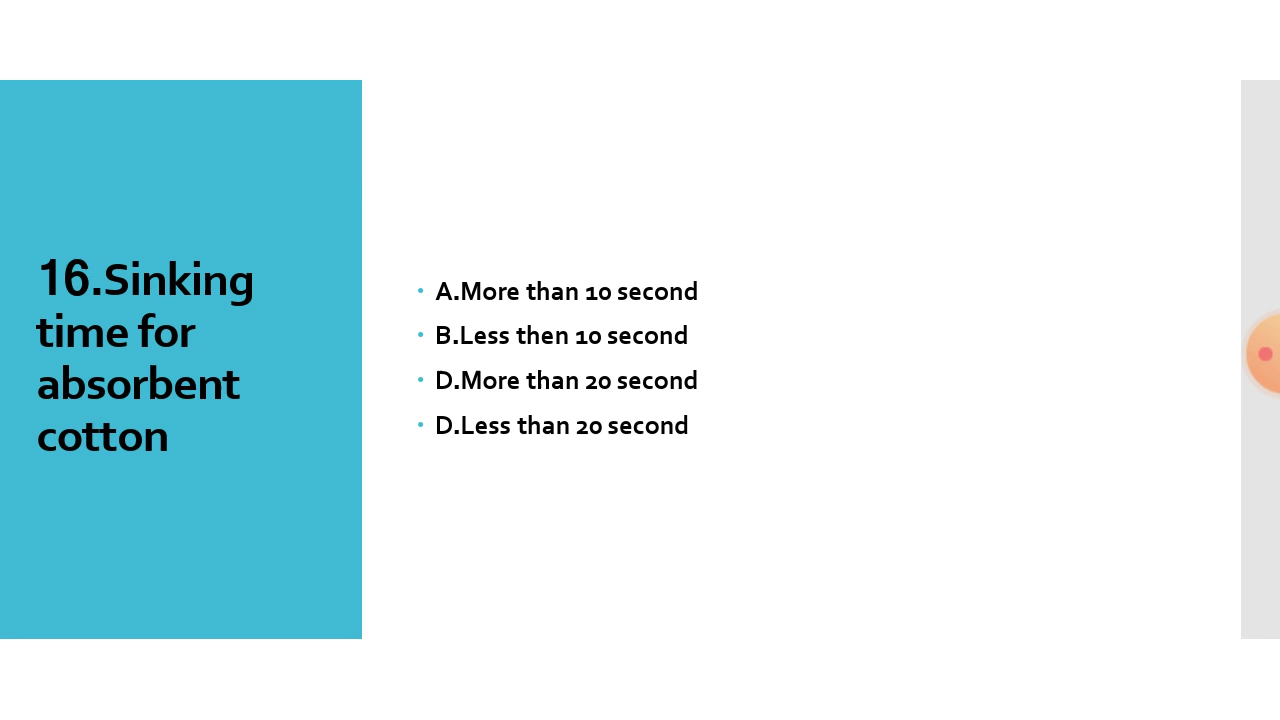 16.Sinking
time for
absorbent
cotton
• A.More than 10 second
• B.Less then 10 second
• D.More than 20 second
• D.Less than 20 second